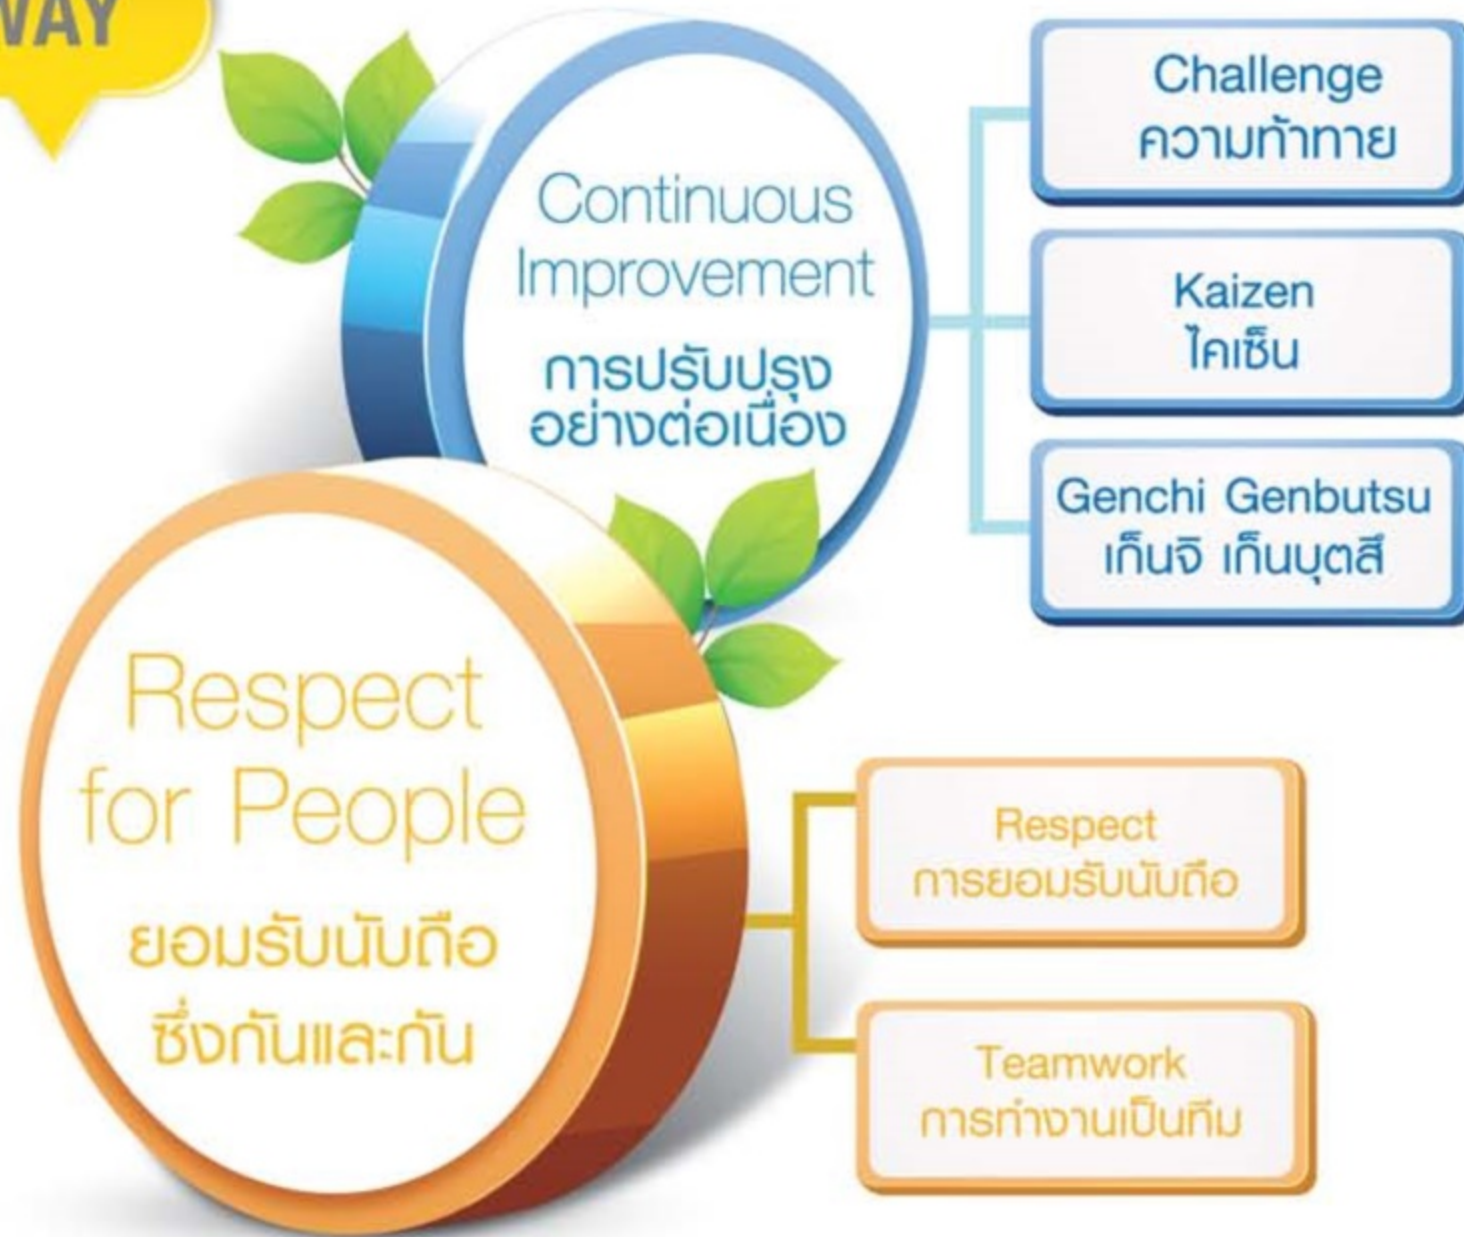 WAY
Continuous
Improvement
การปรับปรุง
อย่างต่อเนื่อง
Challenge
ความท้าทาย
Kaizen
ไคเซ็น
Genchi Genbutsu
เก็นจิ เก็นบุตสึ
Respect
for People
ยอมรับนับถือ
ซึ่งกันและกัน
Respect
การยอมรับนับถือ
Teamwork
การทำงานเป็นทีม